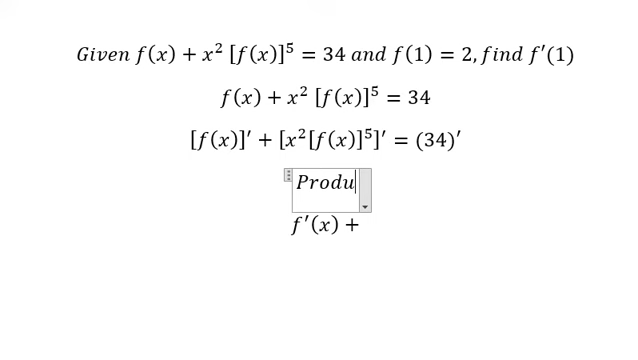 Given f(x) + x² [f(x)]⁵ = 34 and f(1) = 2, find f′(1)
f(x) + x² [f(x)]⁵ = 34
[f(x)]′ + [x²[f(x)]⁵]′ = (34)′
Produ
f′(x) +